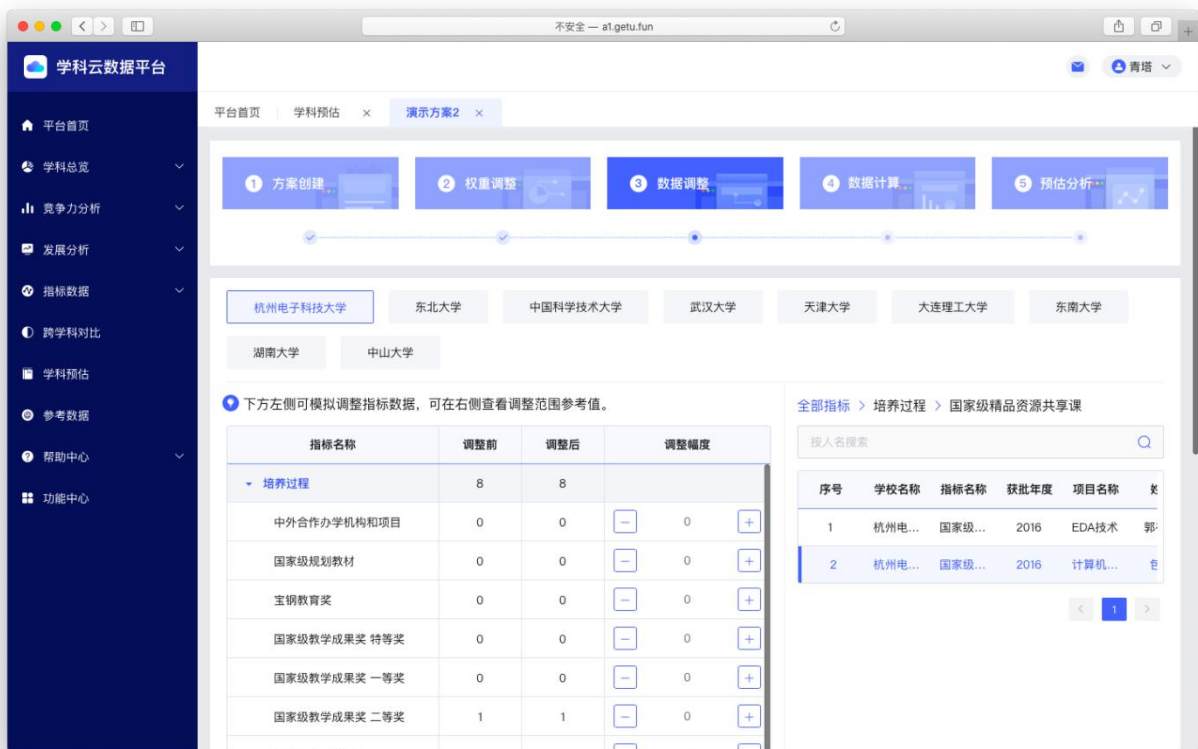 不安全 — a1.getu.fun
学科云数据平台
青塔
平台首页 学科预估 × 演示方案2 ×
平台首页
学科总览
竞争力分析
发展分析
指标数据
跨学科对比
学科预估
参考数据
帮助中心
功能中心
1 方案创建 2 权重调整 3 数据调整 4 数据计算 5 预估分析
杭州电子科技大学 东北大学 中国科学技术大学 武汉大学 天津大学 大连理工大学 东南大学
湖南大学 中山大学
下方左侧可模拟调整指标数据，可在右侧查看调整范围参考值。
指标名称 调整前 调整后 调整幅度
培养过程 8 8
中外合作办学机构和项目 0 0 − 0 +
国家级规划教材 0 0 − 0 +
宝钢教育奖 0 0 − 0 +
国家级教学成果奖 特等奖 0 0 − 0 +
国家级教学成果奖 一等奖 0 0 − 0 +
国家级教学成果奖 二等奖 1 1 − 0 +
全部指标 > 培养过程 > 国家级精品资源共享课
按人名搜索
序号 学校名称 指标名称 获批年度 项目名称
1 杭州电... 国家级... 2016 EDA技术 郭
2 杭州电... 国家级... 2016 计算机...
< 1 >